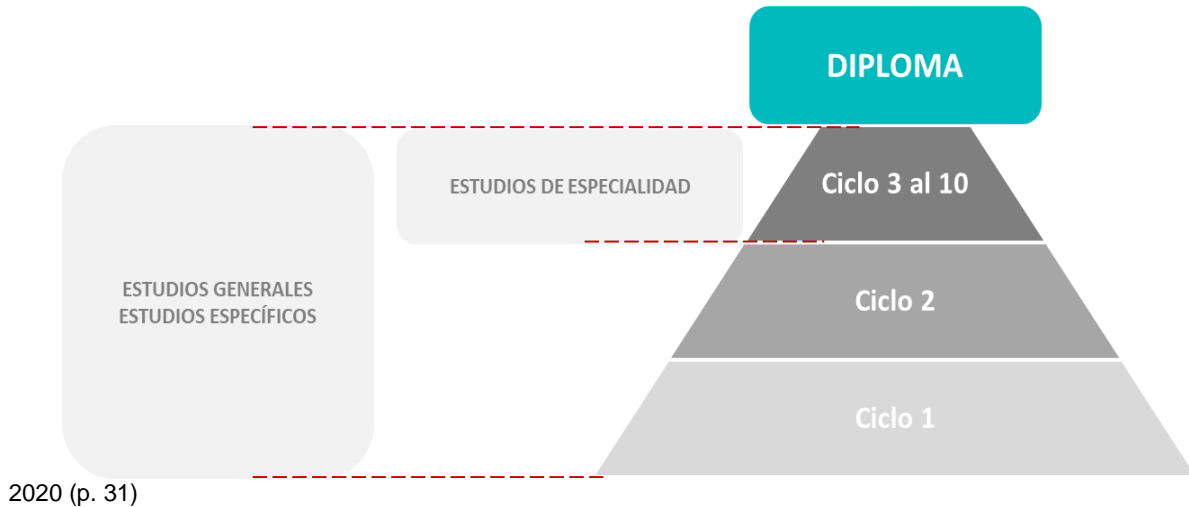 DIPLOMA
ESTUDIOS DE ESPECIALIDAD
Ciclo 3 al 10
ESTUDIOS GENERALES
ESTUDIOS ESPECÍFICOS
Ciclo 2
Ciclo 1
2020 (p. 31)